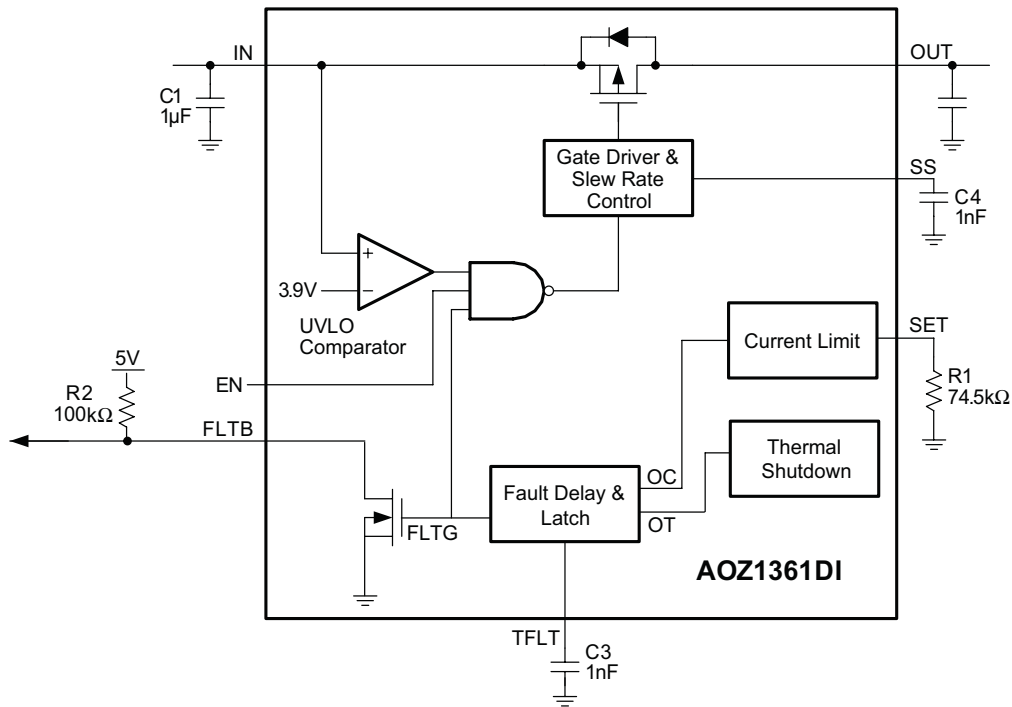 IN
OUT
C1
1µF
Gate Driver &
Slew Rate
Control
SS
C4
1nF
+
3.9V
−
UVLO
Comparator
Current Limit
SET
R1
74.5kΩ
5V
R2
100kΩ
EN
FLTB
Thermal
Shutdown
Fault Delay &
Latch
OC
OT
FLTG
AOZ1361DI
TFLT
C3
1nF